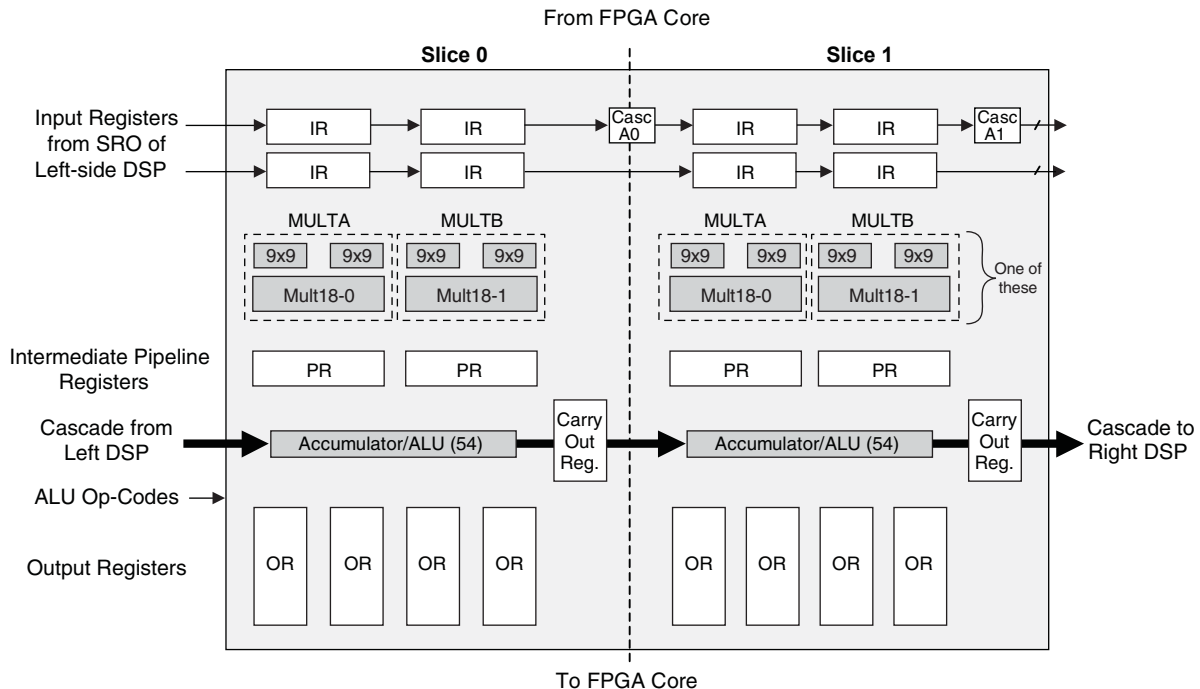 From FPGA Core
Slice 0
Slice 1
Input Registers
from SRO of
Left-side DSP
IR
IR
Casc
A0
IR
IR
Casc
A1
IR
IR
IR
IR
MULTA
MULTB
MULTA
MULTB
9x9
9x9
9x9
9x9
9x9
9x9
9x9
9x9
One of
these
Mult18-0
Mult18-1
Mult18-0
Mult18-1
Intermediate Pipeline
Registers
PR
PR
PR
PR
Cascade from
Left DSP
Accumulator/ALU (54)
Carry
Out
Reg.
Accumulator/ALU (54)
Carry
Out
Reg.
Cascade to
Right DSP
ALU Op-Codes
Output Registers
OR
OR
OR
OR
OR
OR
OR
OR
To FPGA Core